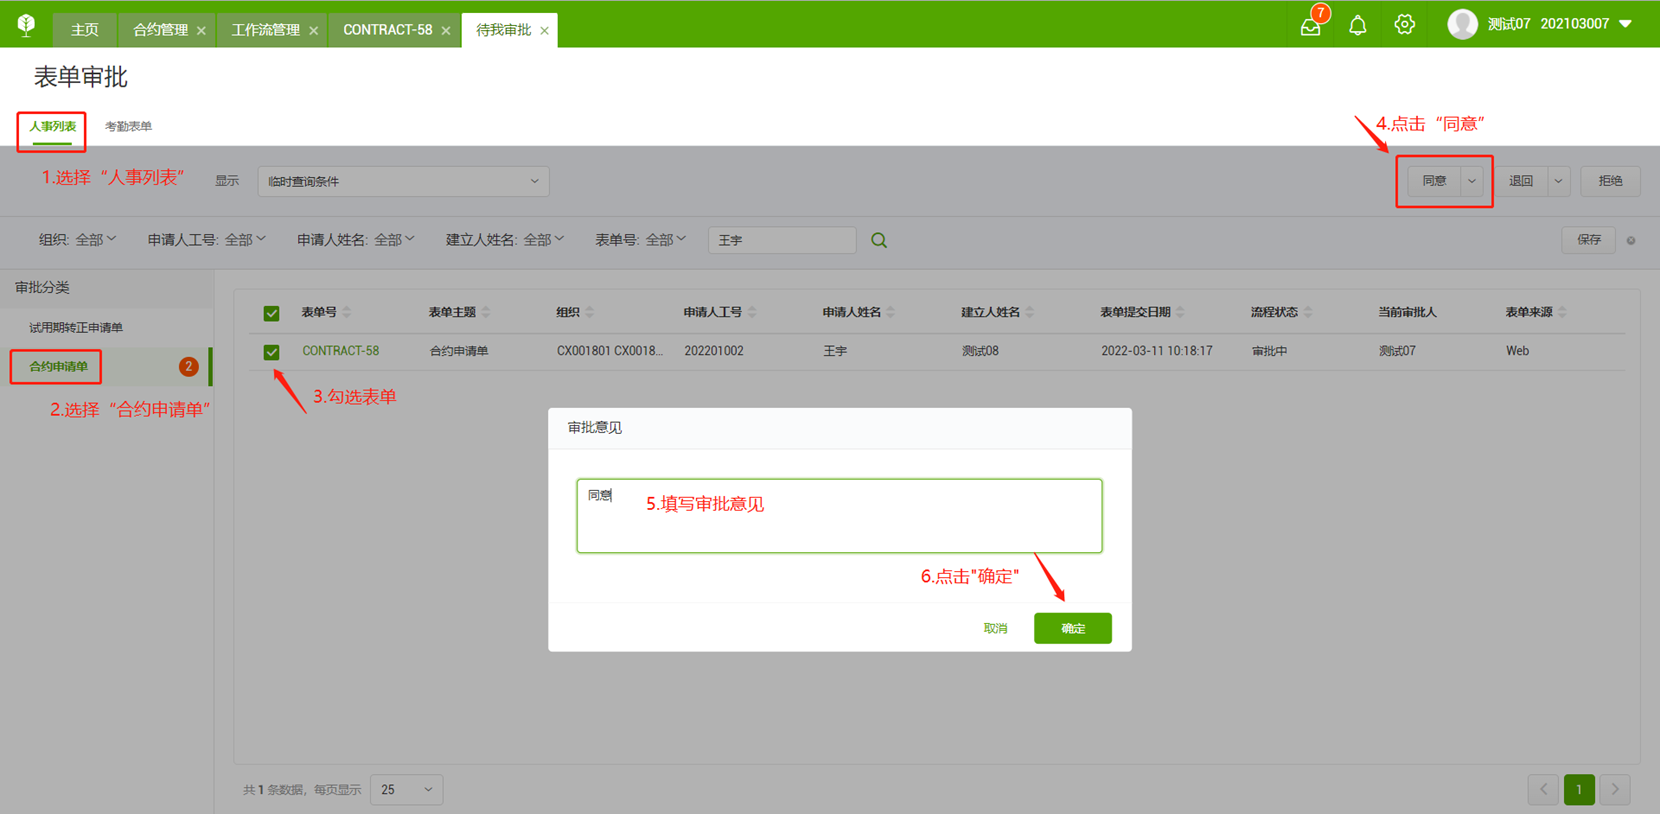 主页 合约管理 工作流管理 CONTRACT-58 待我审批 7 测试07 202103007
表单审批
人事列表 考勤表单
4.点击“同意”
1.选择“人事列表” 显示 临时查询条件 同意 退回 拒绝
组织: 全部 申请人工号: 全部 申请人姓名: 全部 建立人姓名: 全部 表单号: 全部 王宇 保存
审批分类
表单号 表单主题 组织 申请人工号 申请人姓名 建立人姓名 表单提交日期 流程状态 当前审批人 表单来源
试用期转正申请单
CONTRACT-58 合约申请单 CX001801 CX0018... 202201002 王宇 测试08 2022-03-11 10:18:17 审批中 测试07 Web
合约申请单 2
3.勾选表单
2.选择“合约申请单”
审批意见
同意
5.填写审批意见
6.点击"确定"
取消 确定
共 1 条数据，每页显示 25 1